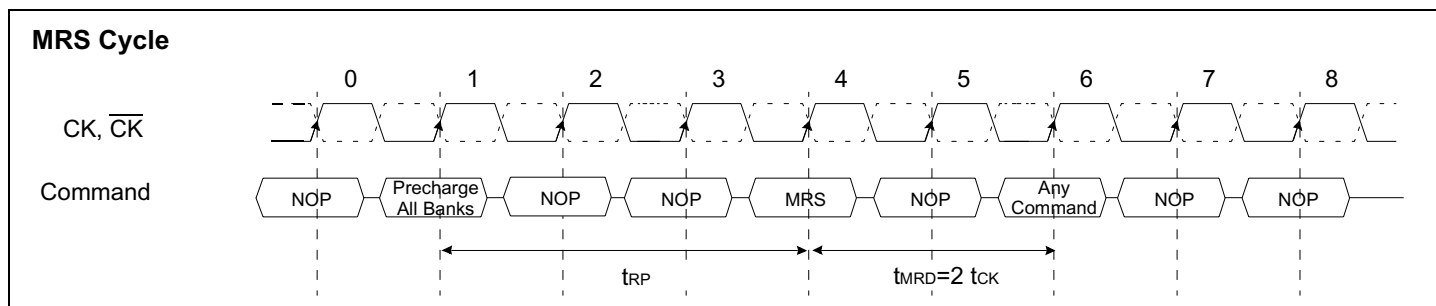 MRS Cycle
0 1 2 3 4 5 6 7 8
CK, C̅K̅
Command
NOP Precharge All Banks NOP NOP MRS NOP Any Command NOP NOP
tRP tMRD=2 tCK